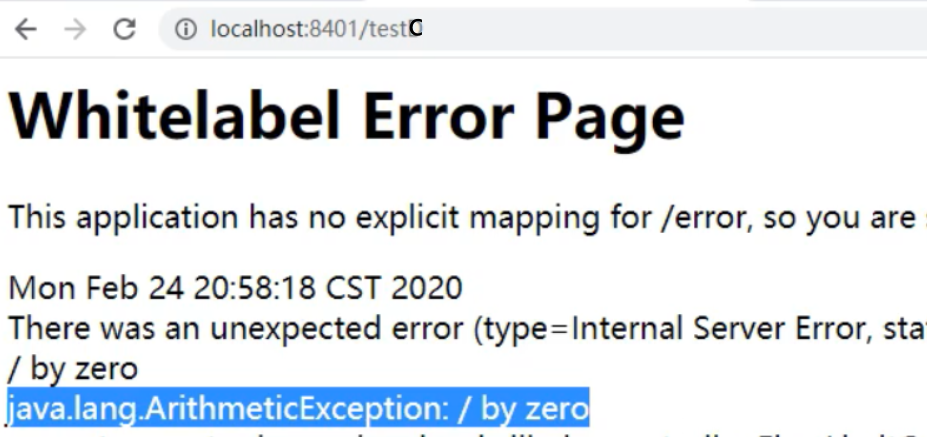 localhost:8401/test
Whitelabel Error Page
This application has no explicit mapping for /error, so you are
Mon Feb 24 20:58:18 CST 2020
There was an unexpected error (type=Internal Server Error,
/ by zero
java.lang.ArithmeticException: / by zero